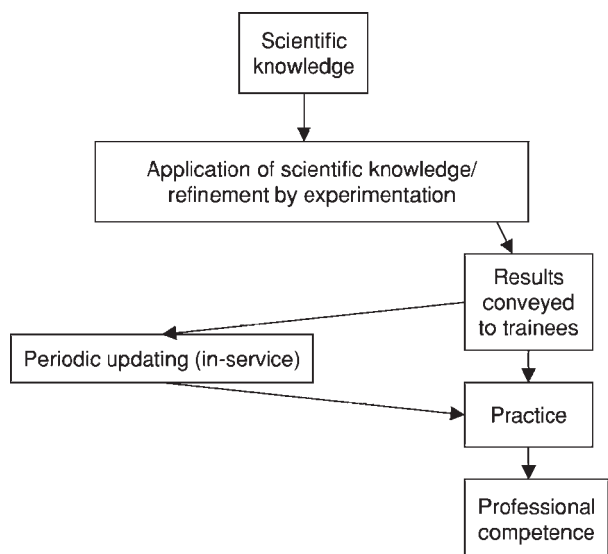 Scientific
knowledge
Application of scientific knowledge/
refinement by experimentation
Results
conveyed
to trainees
Periodic updating (in-service)
Practice
Professional
competence